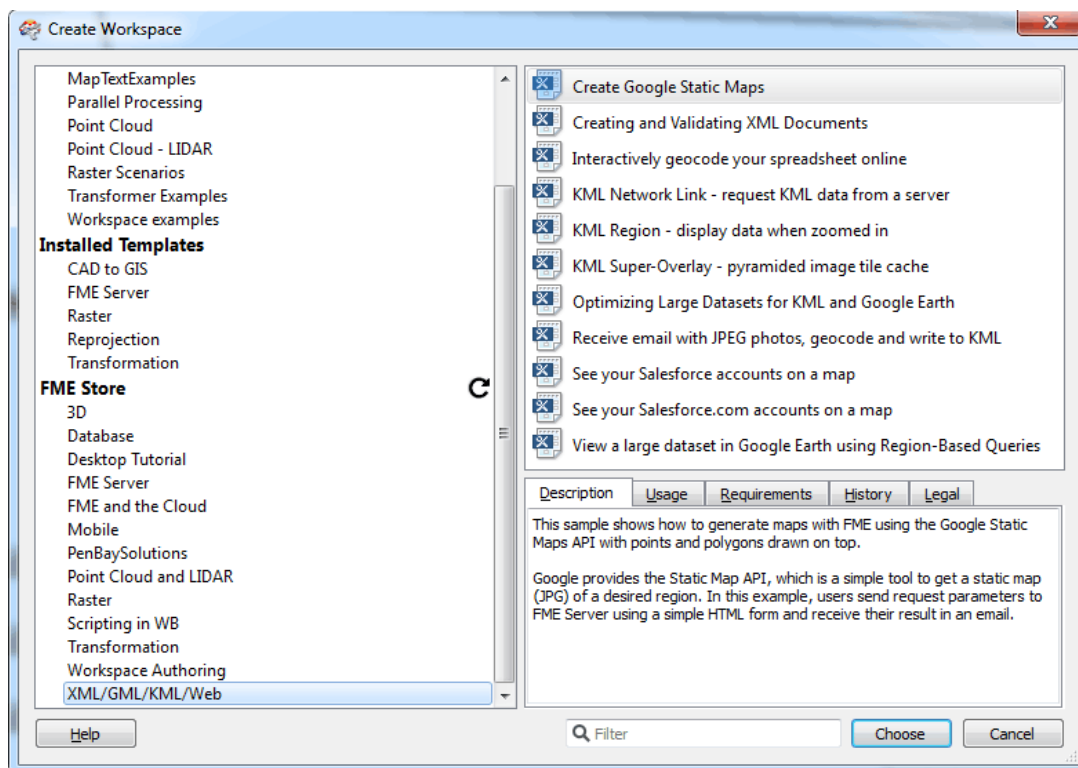 Create Workspace
MapTextExamples
Parallel Processing
Point Cloud
Point Cloud - LIDAR
Raster Scenarios
Transformer Examples
Workspace examples
Installed Templates
CAD to GIS
FME Server
Raster
Reprojection
Transformation
FME Store
3D
Database
Desktop Tutorial
FME Server
FME and the Cloud
Mobile
PenBaySolutions
Point Cloud and LIDAR
Raster
Scripting in WB
Transformation
Workspace Authoring
XML/GML/KML/Web
Create Google Static Maps
Creating and Validating XML Documents
Interactively geocode your spreadsheet online
KML Network Link - request KML data from a server
KML Region - display data when zoomed in
KML Super-Overlay - pyramided image tile cache
Optimizing Large Datasets for KML and Google Earth
Receive email with JPEG photos, geocode and write to KML
See your Salesforce accounts on a map
See your Salesforce.com accounts on a map
View a large dataset in Google Earth using Region-Based Queries
Description Usage Requirements History Legal
This sample shows how to generate maps with FME using the Google Static
Maps API with points and polygons drawn on top.
Google provides the Static Map API, which is a simple tool to get a static map
(JPG) of a desired region. In this example, users send request parameters to
FME Server using a simple HTML form and receive their result in an email.
Help Filter Choose Cancel